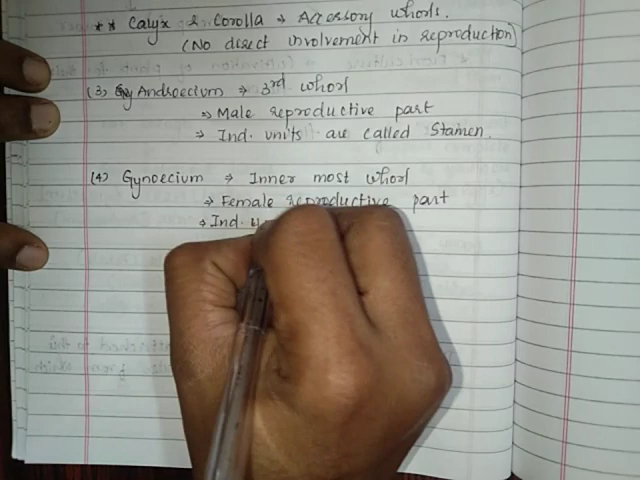 ** Calyx & Corolla → Accessory whorls.
(No direct involvement in reproduction)
(3) Androecium → 3rd whorl
→ Male reproductive part
→ Ind. units are called Stamen.
(4) Gynoecium → Inner most whorl
→ Female reproductive part
→ Ind.